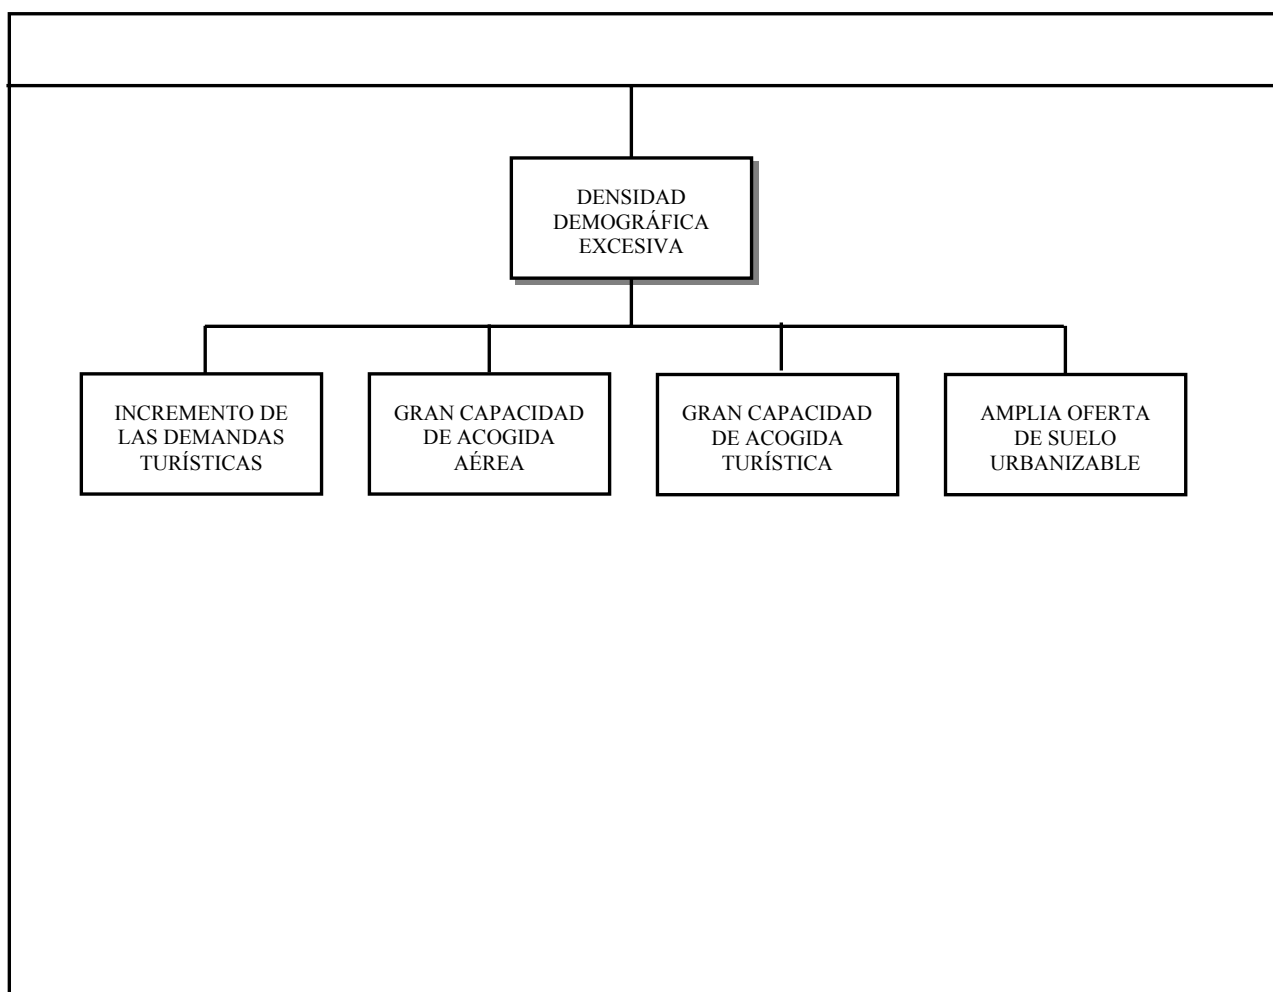 DENSIDAD
DEMOGRÁFICA
EXCESIVA
INCREMENTO DE
LAS DEMANDAS
TURÍSTICAS
GRAN CAPACIDAD
DE ACOGIDA
AÉREA
GRAN CAPACIDAD
DE ACOGIDA
TURÍSTICA
AMPLIA OFERTA
DE SUELO
URBANIZABLE